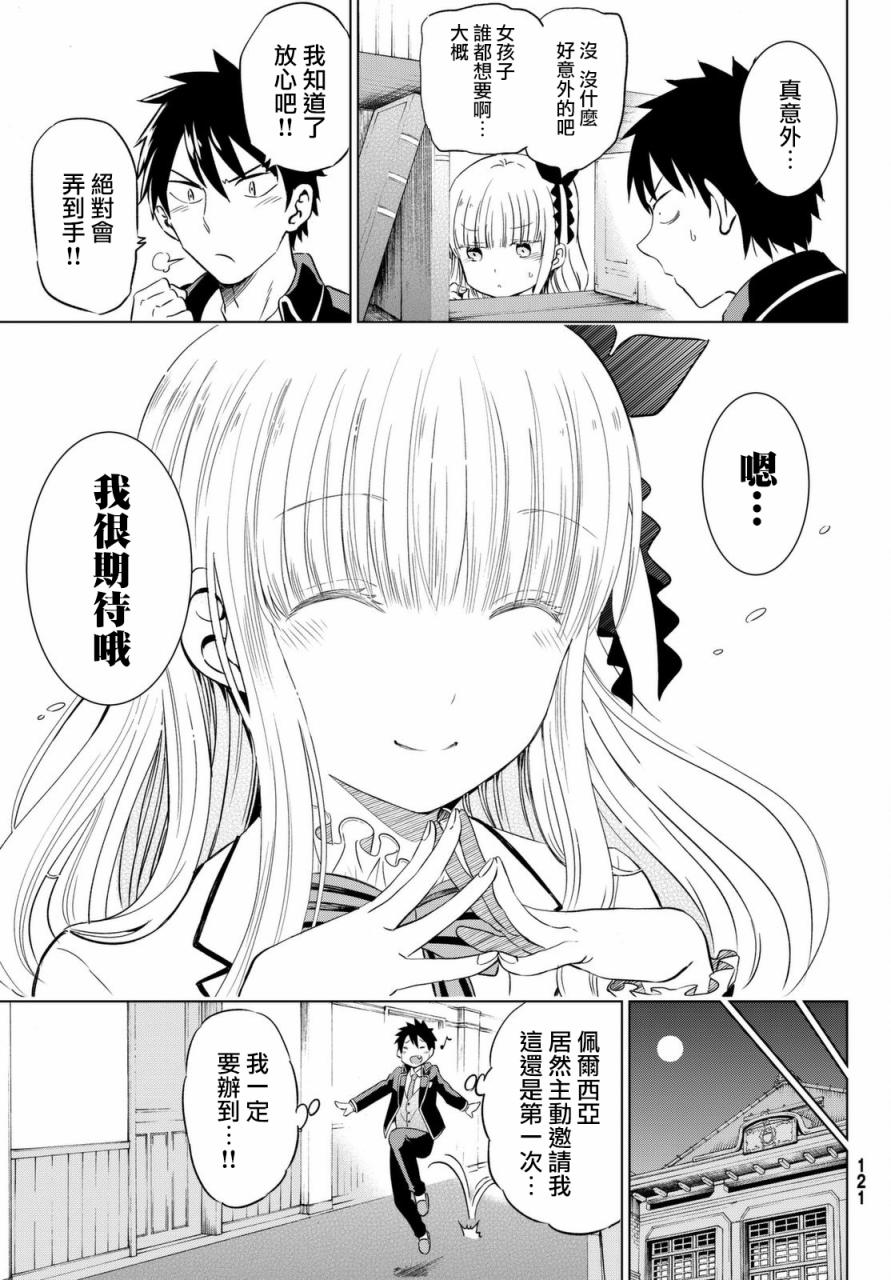 真意外…
沒 沒什麼
好意外的吧
女孩子
誰都想要啊…
大概
我知道了
放心吧!!
絕對會
弄到手!!
嗯…
我很期待哦
佩爾西亞
居然主動邀請我
這還是第一次…
我一定
要辦到…!!
♪
121